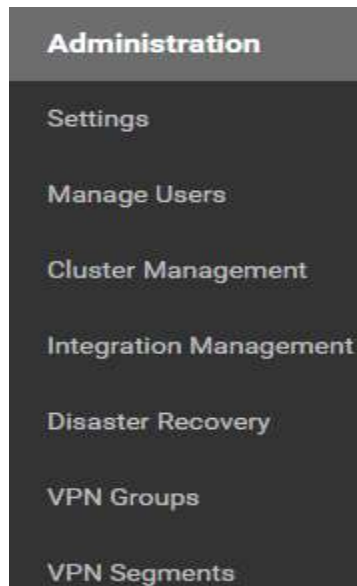 Administration
Settings
Manage Users
Cluster Management
Integration Management
Disaster Recovery
VPN Groups
VPN Segments